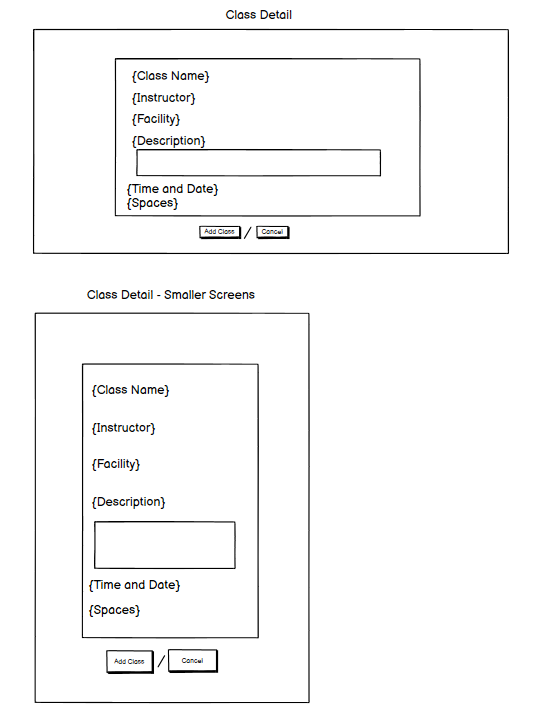 Class Detail
{Class Name}
{Instructor}
{Facility}
{Description}
{Time and Date}
{Spaces}
Add Class / Cancel
Class Detail - Smaller Screens
{Class Name}
{Instructor}
{Facility}
{Description}
{Time and Date}
{Spaces}
Add Class / Cancel